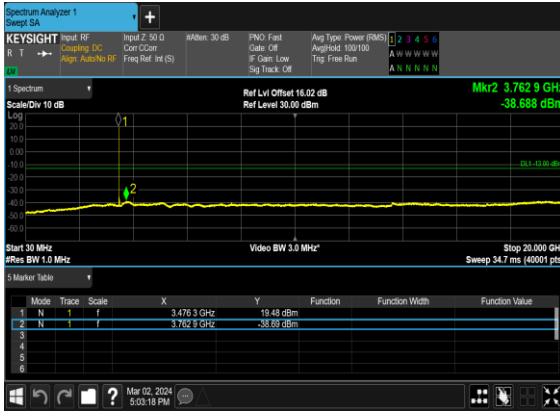 Spectrum Analyzer 1
Swept SA
+
KEYSIGHT
R T
LV
Input: RF
Coupling: DC
Align: Auto/No RF
Input Z: 50 Ω
Corr CCorr
Freq Ref: Int (S)
#Atten: 30 dB
PNO: Fast
Gate: Off
IF Gain: Low
Sig Track: Off
Avg Type: Power (RMS)
Avg|Hold: 100/100
Trig: Free Run
1 2 3 4 5 6
A W W W W W
A N N N N N
1 Spectrum
Scale/Div 10 dB
Ref Lvl Offset 16.02 dB
Ref Level 30.00 dBm
Mkr2 3.762 9 GHz
-38.688 dBm
Log
20.0
10.0
0.00
-10.0
-20.0
-30.0
-40.0
-50.0
-60.0
1
2
DL1 -13.00 dBm
Start 30 MHz
#Res BW 1.0 MHz
Video BW 3.0 MHz*
Stop 20.000 GH
Sweep 34.7 ms (40001 pts
5 Marker Table
Mode Trace Scale X Y Function Function Width Function Value
1 N 1 f 3.476 3 GHz 19.48 dBm
2 N 1 f 3.762 9 GHz -38.69 dBm
3
4
5
6
?
Mar 02, 2024
5:03:18 PM